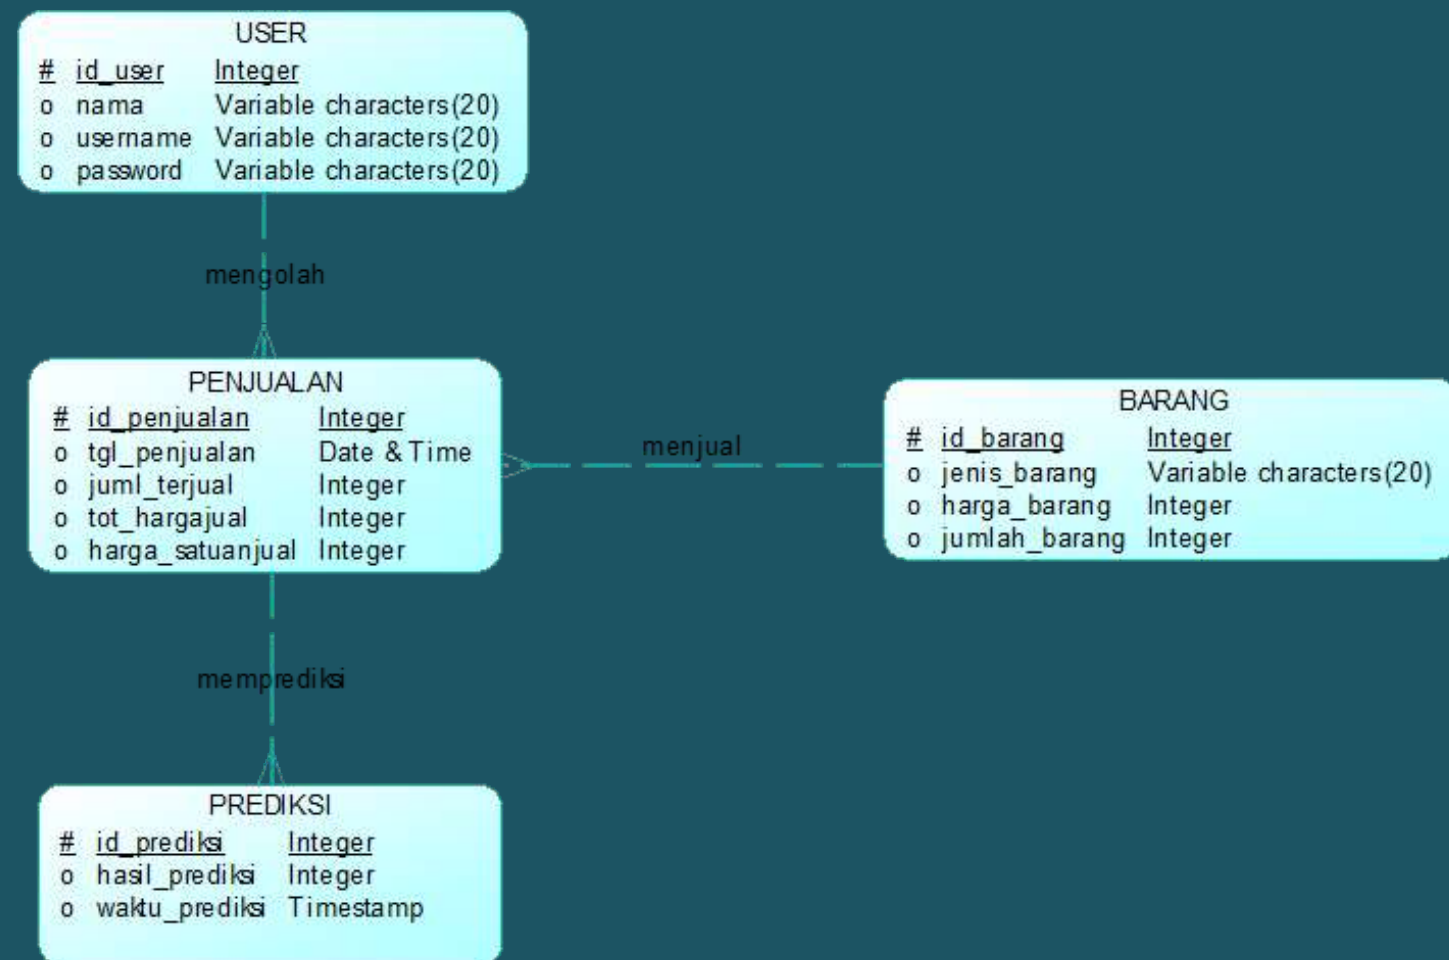 USER
# id_user Integer
o nama Variable characters(20)
o username Variable characters(20)
o password Variable characters(20)
mengolah
PENJUALAN
# id_penjualan Integer
o tgl_penjualan Date & Time
o juml_terjual Integer
o tot_hargajual Integer
o harga_satuanjual Integer
menjual
BARANG
# id_barang Integer
o jenis_barang Variable characters(20)
o harga_barang Integer
o jumlah_barang Integer
memprediksi
PREDIKSI
# id_prediksi Integer
o hasil_prediksi Integer
o waktu_prediksi Timestamp